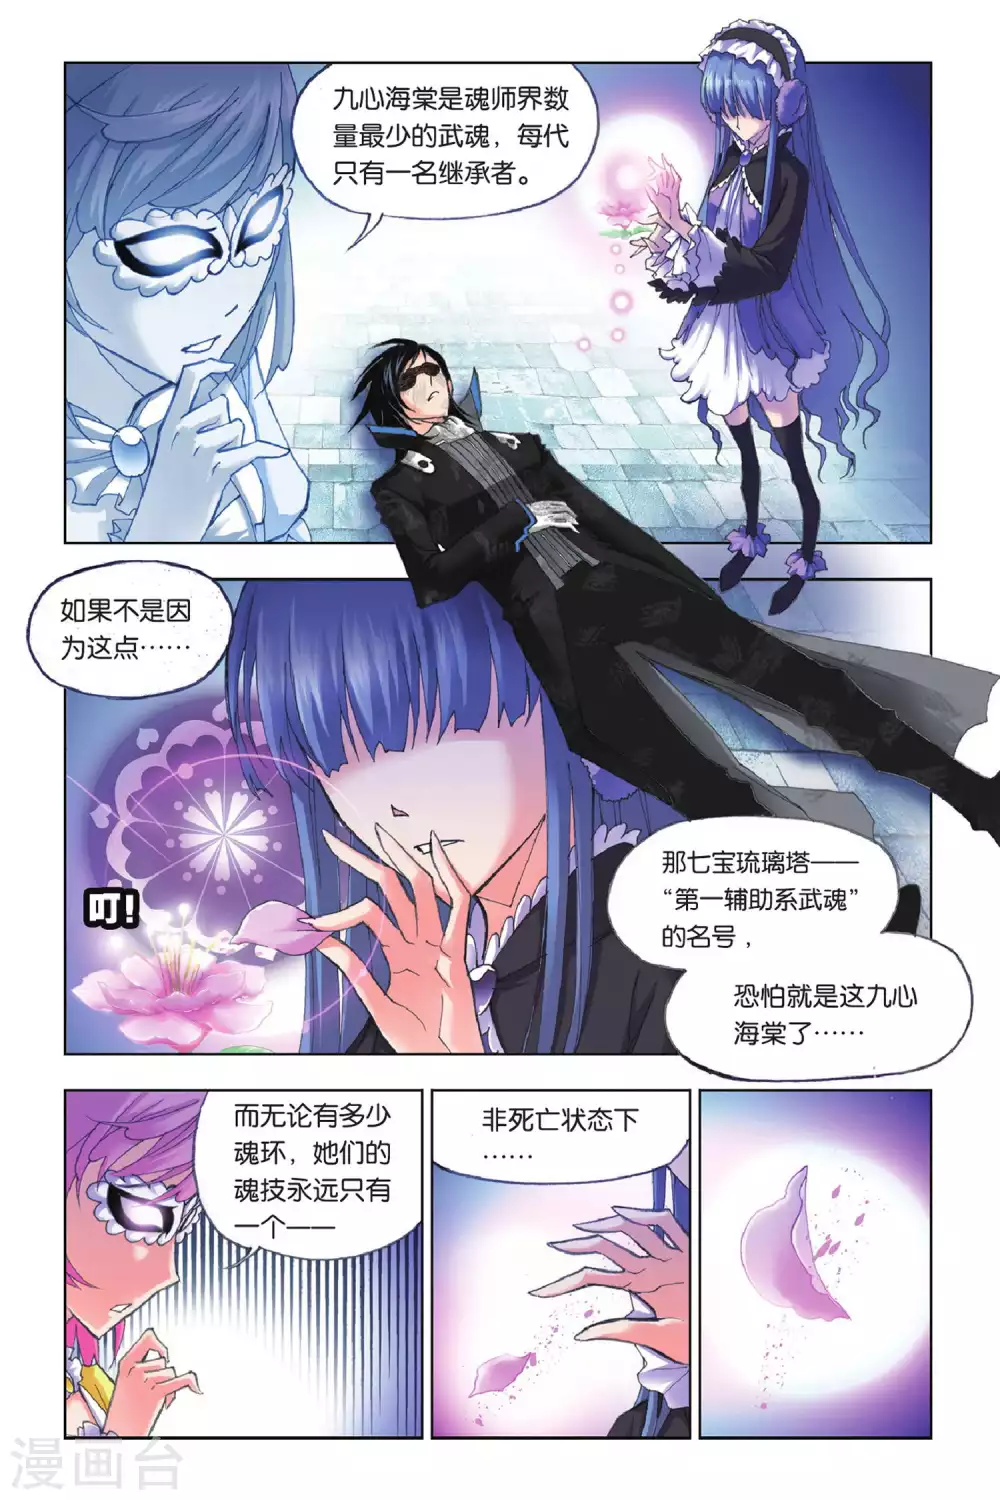 九心海棠是魂师界数
量最少的武魂，每代
只有一名继承者。
如果不是因
为这点……
那七宝琉璃塔——
“第一辅助系武魂”
的名号，
恐怕就是这九心
海棠了……
叮!
而无论有多少
魂环，她们的
魂技永远只有
一个——
非死亡状态下
……
漫画台